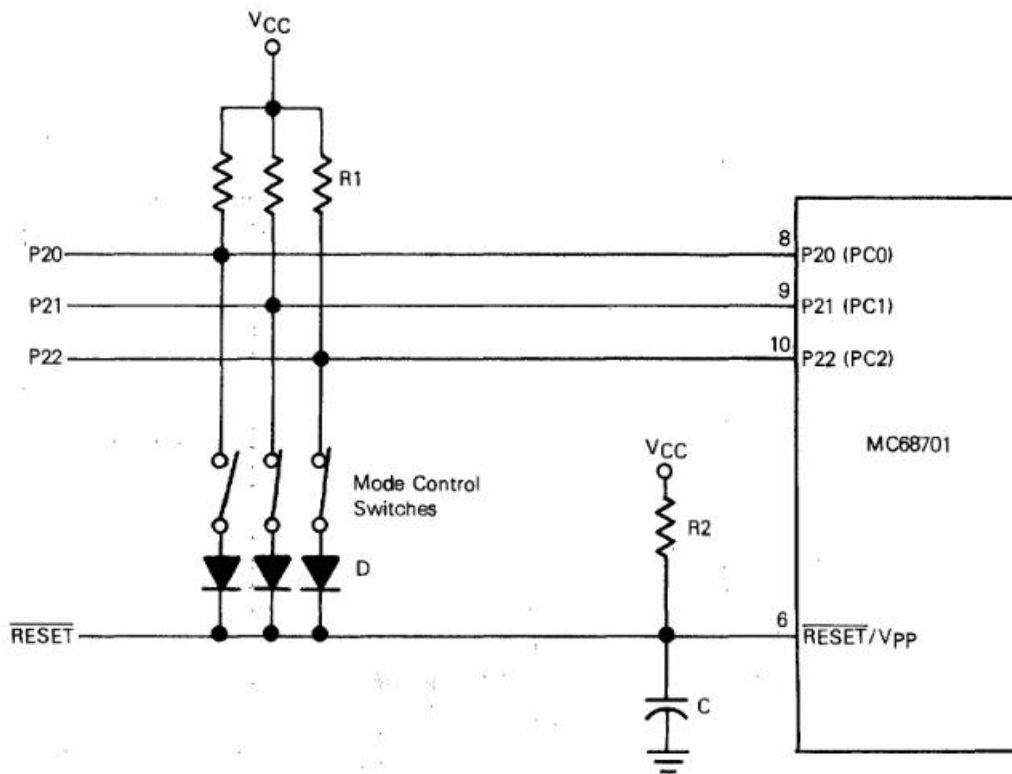 VCC
R1
P20
8
P20 (PC0)
P21
9
P21 (PC1)
P22
10
P22 (PC2)
MC68701
Mode Control
Switches
VCC
R2
D
RESET
6
RESET/VPP
C